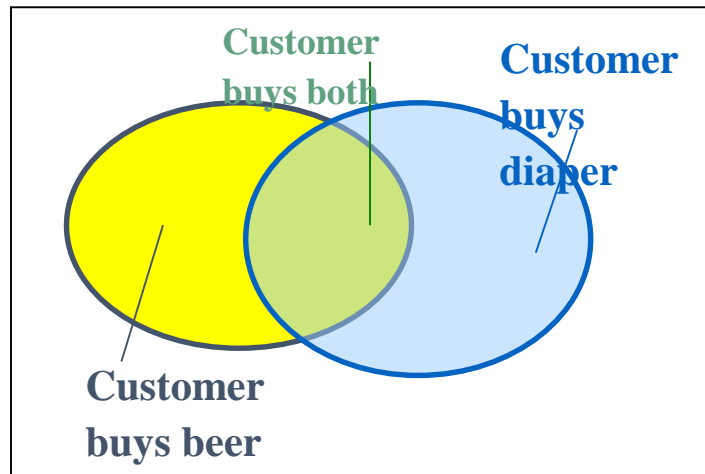 Customer
buys both
Customer
buys
diaper
Customer
buys beer